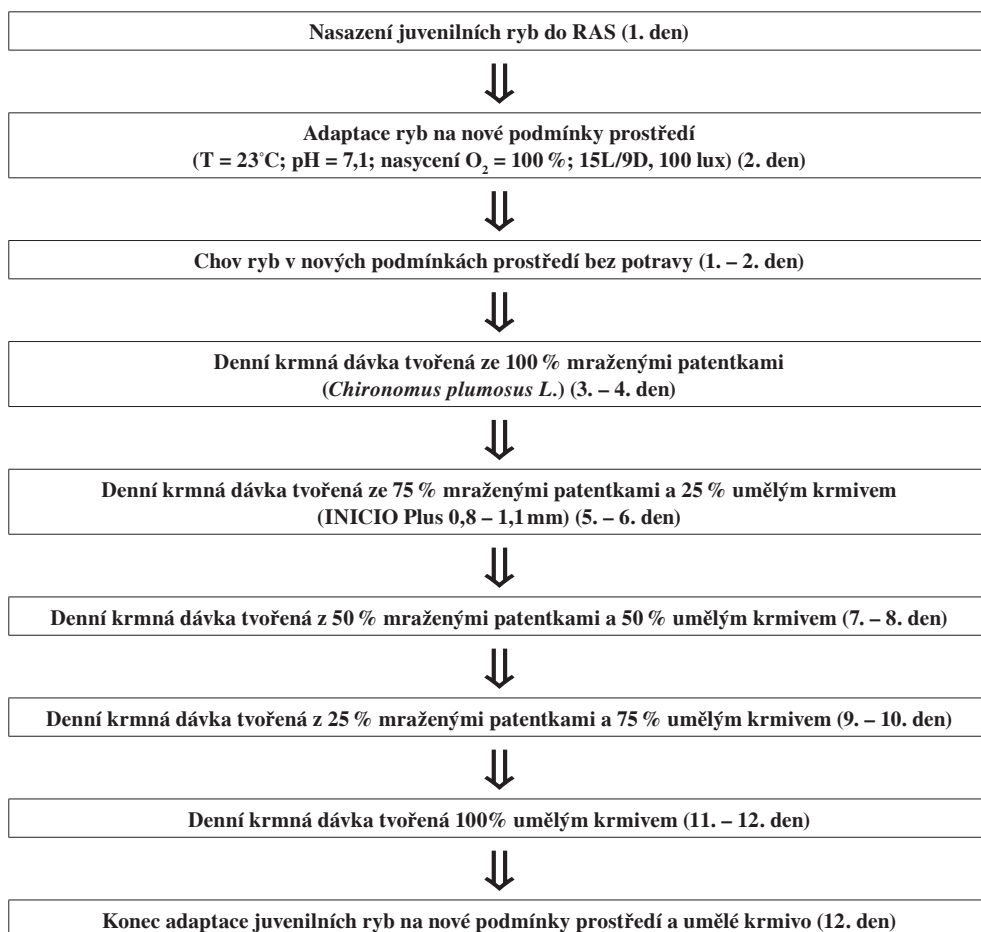 Nasazení juvenilních ryb do RAS (1. den)
Adaptace ryb na nové podmínky prostředí
(T = 23˚C; pH = 7,1; nasycení O₂ = 100 %; 15L/9D, 100 lux) (2. den)
Chov ryb v nových podmínkách prostředí bez potravy (1. – 2. den)
Denní krmná dávka tvořená ze 100 % mraženými patentkami
(Chironomus plumosus L.) (3. – 4. den)
Denní krmná dávka tvořená ze 75 % mraženými patentkami a 25 % umělým krmivem
(INICIO Plus 0,8 – 1,1 mm) (5. – 6. den)
Denní krmná dávka tvořená z 50 % mraženými patentkami a 50 % umělým krmivem (7. – 8. den)
Denní krmná dávka tvořená z 25 % mraženými patentkami a 75 % umělým krmivem (9. – 10. den)
Denní krmná dávka tvořená 100% umělým krmivem (11. – 12. den)
Konec adaptace juvenilních ryb na nové podmínky prostředí a umělé krmivo (12. den)